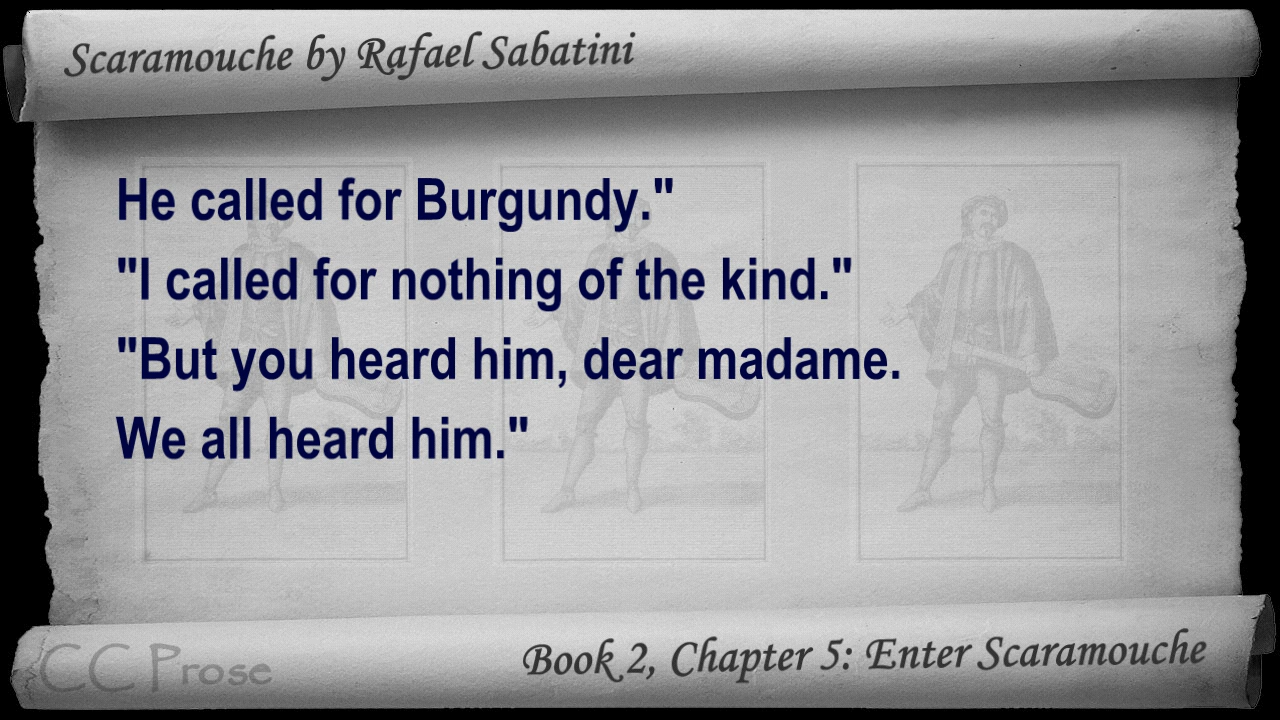 Scaramouche by Rafael Sabatini
He called for Burgundy."
"I called for nothing of the kind."
"But you heard him, dear madame.
We all heard him."
CC Prose
Book 2, Chapter 5: Enter Scaramouche